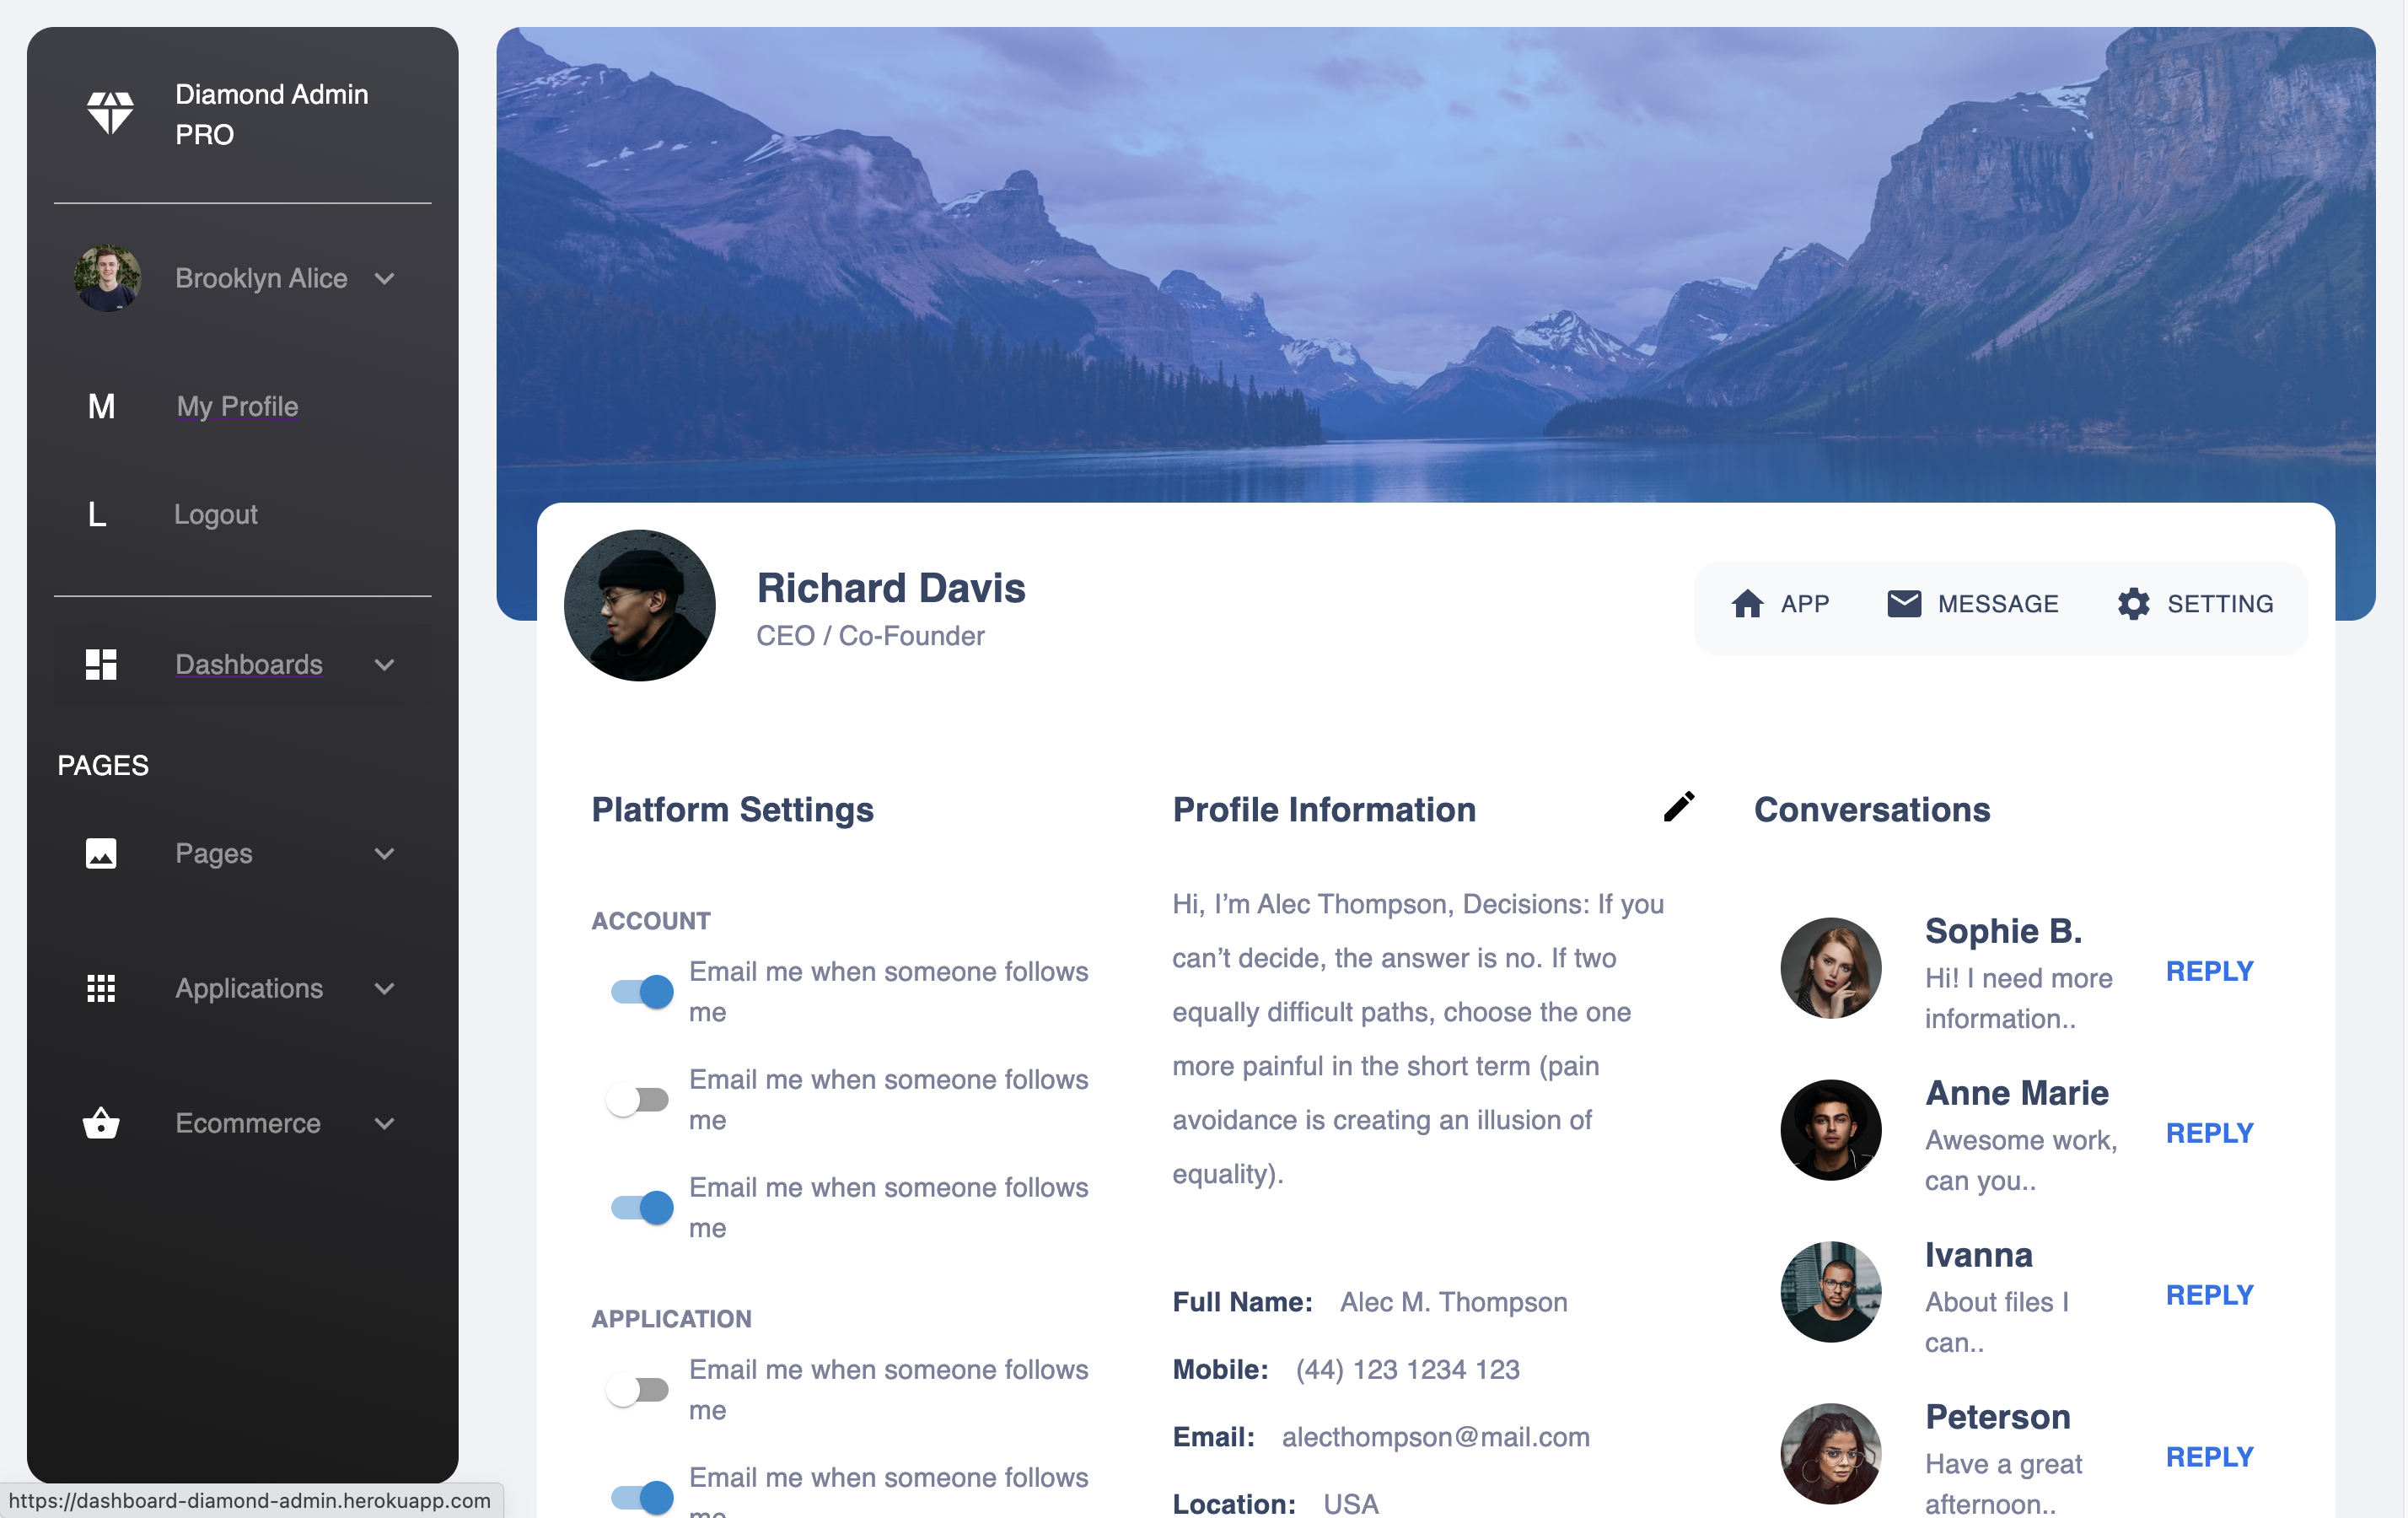 Diamond Admin
PRO
Brooklyn Alice
M My Profile
L Logout
Dashboards
PAGES
Pages
Applications
Ecommerce
https://dashboard-diamond-admin.herokuapp.com
Richard Davis
CEO / Co-Founder
APP MESSAGE SETTING
Platform Settings
ACCOUNT
Email me when someone follows
me
Email me when someone follows
me
Email me when someone follows
me
APPLICATION
Email me when someone follows
me
Email me when someone follows
me
Profile Information
Hi, I’m Alec Thompson, Decisions: If you
can’t decide, the answer is no. If two
equally difficult paths, choose the one
more painful in the short term (pain
avoidance is creating an illusion of
equality).
Full Name: Alec M. Thompson
Mobile: (44) 123 1234 123
Email: alecthompson@mail.com
Location: USA
Conversations
Sophie B.
Hi! I need more
information..
REPLY
Anne Marie
Awesome work,
can you..
REPLY
Ivanna
About files I
can..
REPLY
Peterson
Have a great
afternoon..
REPLY